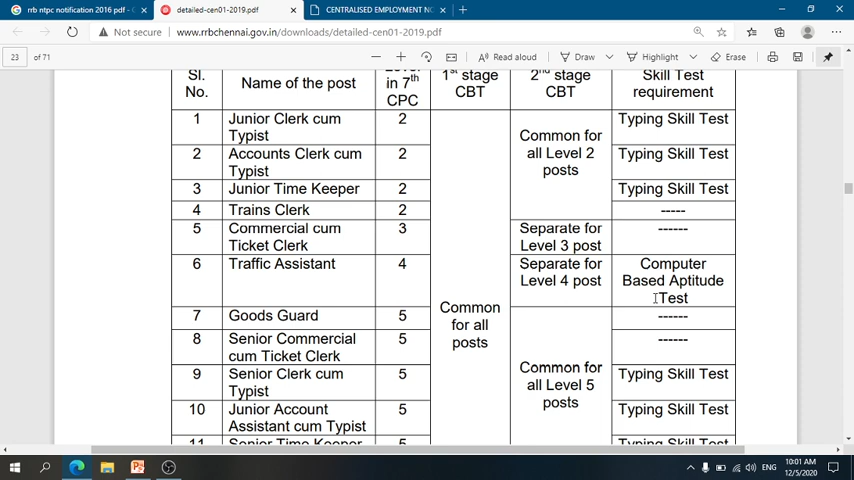 rrb ntpc notification 2016 pdf -
detailed-cen01-2019.pdf
CENTRALISED EMPLOYMENT NO
Not secure
www.rrbchennai.gov.in/downloads/detailed-cen01-2019.pdf
23 of 71
Read aloud
Draw
Highlight
Erase
Sl. No.
Name of the post
in 7th CPC
1st stage CBT
2nd stage CBT
Skill Test requirement
1 Junior Clerk cum Typist 2 Typing Skill Test
2 Accounts Clerk cum Typist 2 Typing Skill Test
Common for all Level 2 posts
3 Junior Time Keeper 2 Typing Skill Test
4 Trains Clerk 2 -----
5 Commercial cum Ticket Clerk 3 Separate for Level 3 post ------
6 Traffic Assistant 4 Separate for Level 4 post Computer Based Aptitude Test
Common for all posts
7 Goods Guard 5 ------
8 Senior Commercial cum Ticket Clerk 5 ------
Common for all Level 5 posts
9 Senior Clerk cum Typist 5 Typing Skill Test
10 Junior Account Assistant cum Typist 5 Typing Skill Test
11 Senior Time Keeper 5 Typing Skill Test
ENG
10:01 AM
12/5/2020